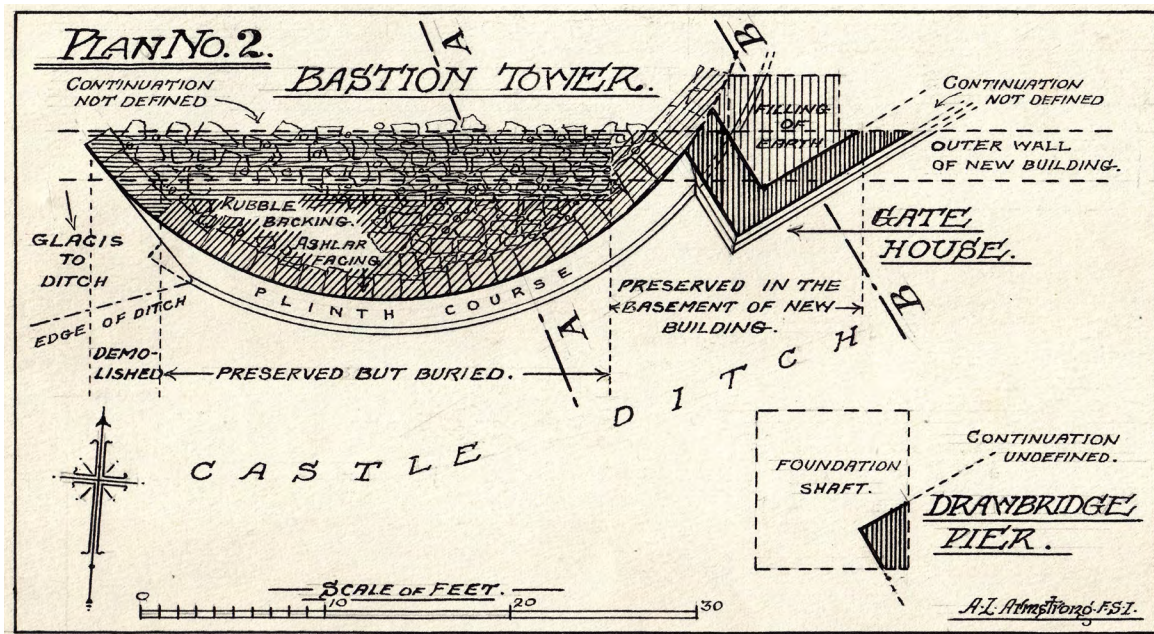 PLAN No. 2.
BASTION TOWER.
A
B
CONTINUATION
NOT DEFINED
FILLING
OF
EARTH
CONTINUATION
NOT DEFINED
OUTER WALL
OF NEW BUILDING.
RUBBLE
BACKING.
ASHLAR
FACING
PLINTH COURSE
GLACIS
TO
DITCH
EDGE OF DITCH
GATE
HOUSE.
PRESERVED IN THE
BASEMENT OF NEW
BUILDING.
A
B
DEMO-
LISHED
PRESERVED BUT BURIED.
CASTLE DITCH
FOUNDATION
SHAFT.
CONTINUATION
UNDEFINED.
DRAWBRIDGE
PIER.
SCALE OF FEET.
0 10 20 30
A. L. Armstrong. F.S.I.